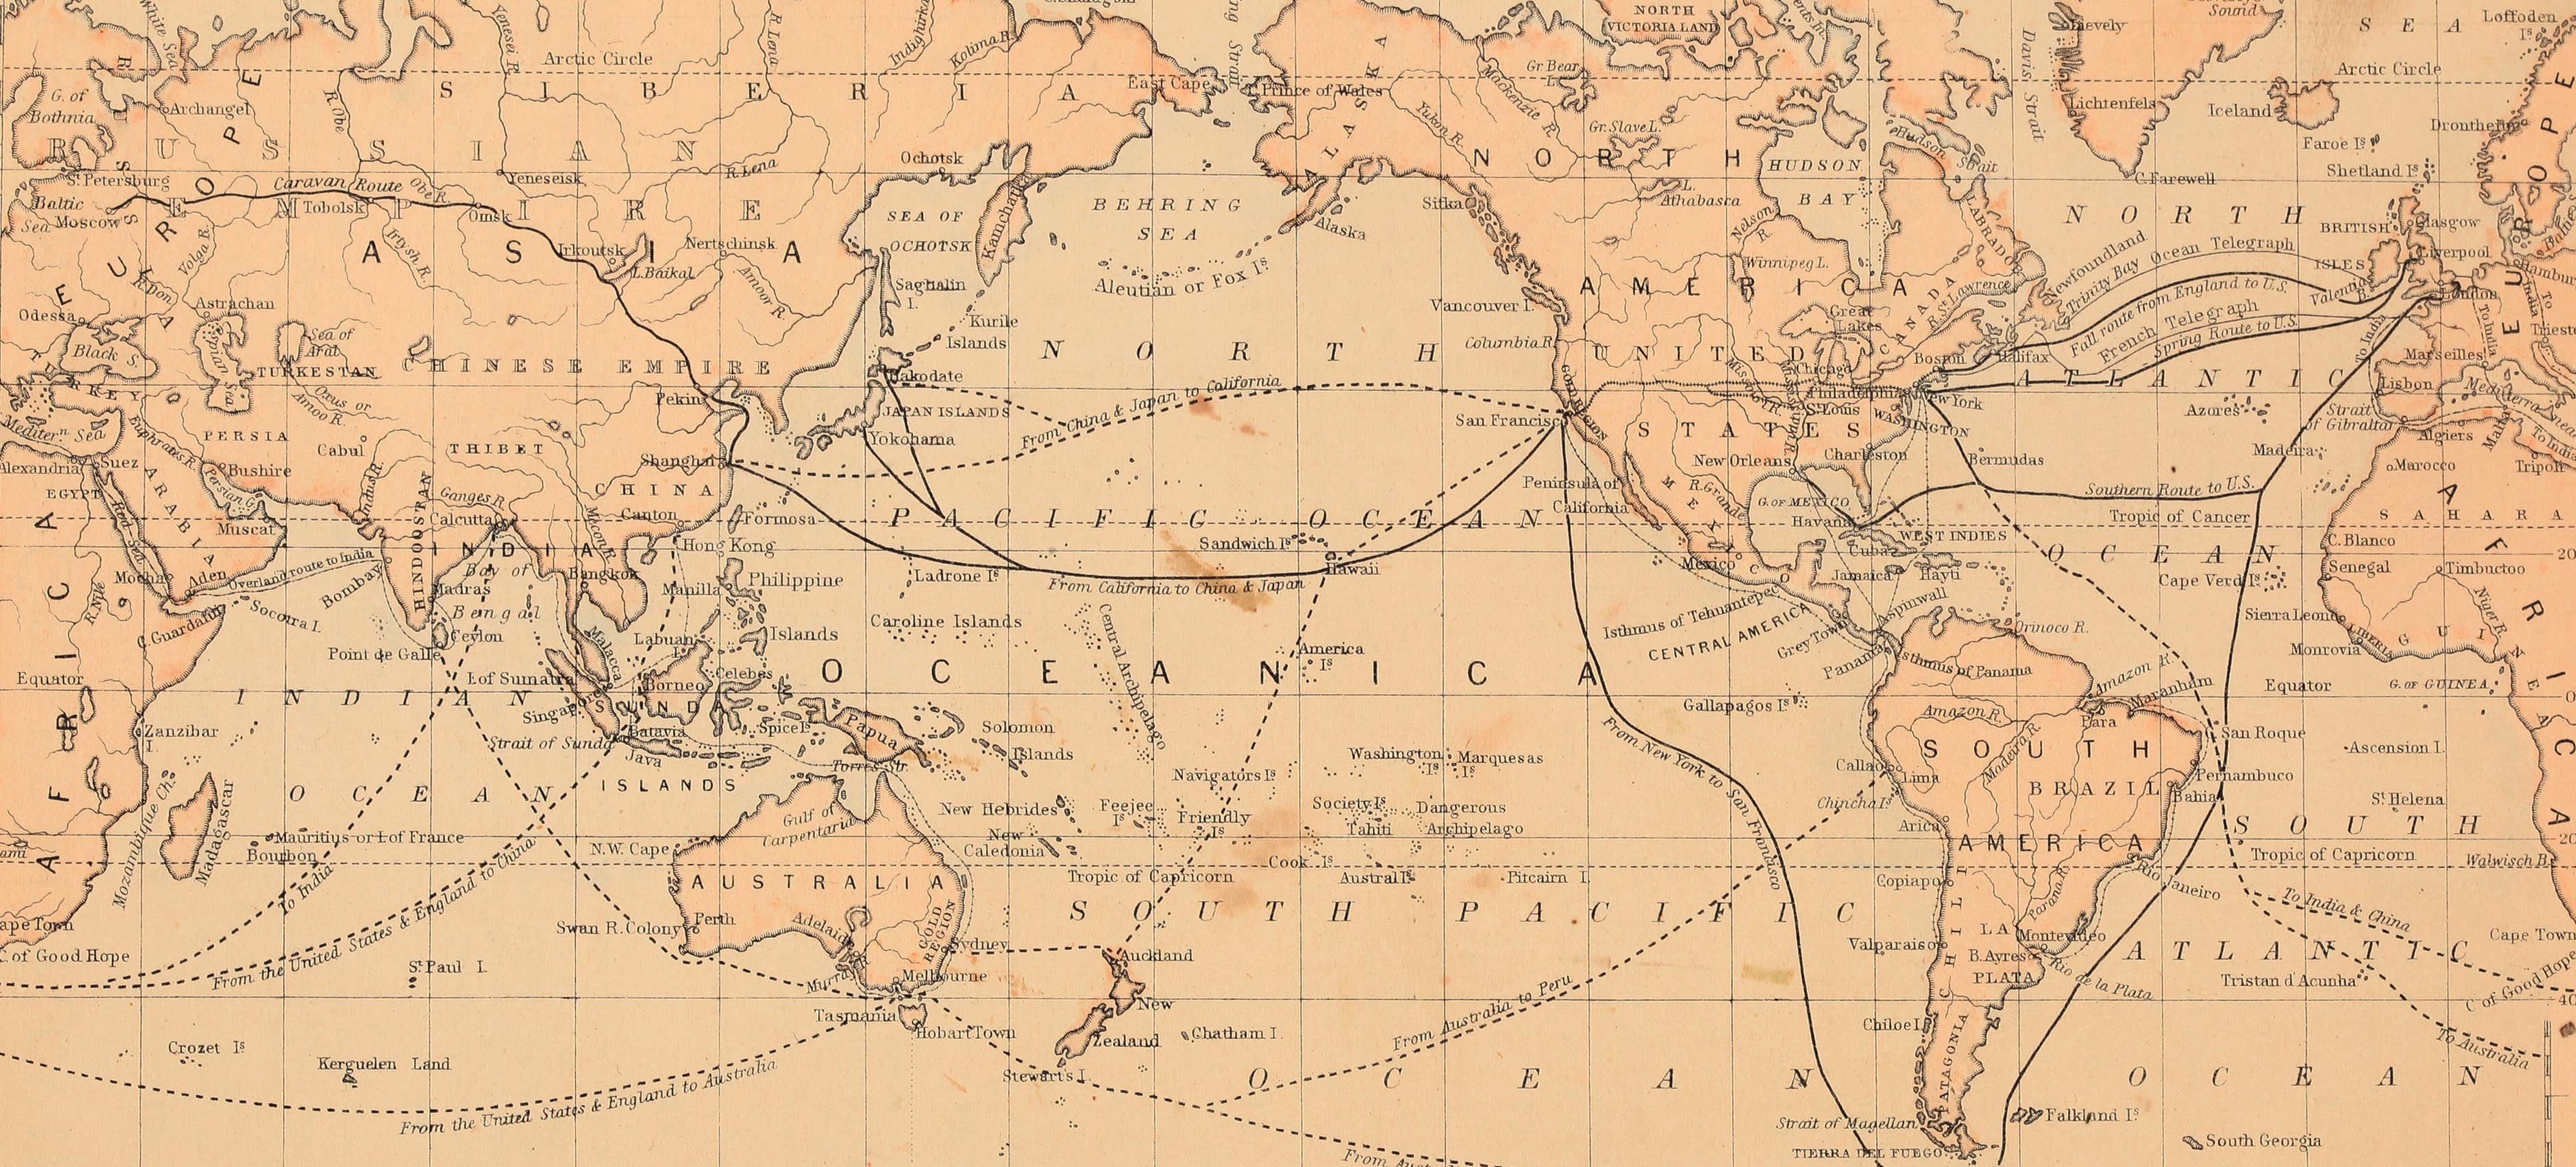 White Sea
Yenesei R.
Arctic Circle
R. Lena
Indighirka
Kolima R.
NORTH
VICTORIA LAND
Davis Strait
Lievely
Sound
SEA
Loffoden
Is.
G. of
Bothnia
Archangel
R. Obe
SIBERIA
East Cape
Strait
C. Prince of Wales
ALASKA
Yukon R.
Mackenzie R.
Gr. Bear
L.
Gr. Slave L.
Lichtenfels
Iceland
Arctic Circle
Drontheim
RUSSIAN
EMPIRE
EUROPE
St. Petersburg
Baltic
Sea
Moscow
Caravan Route
Obe R.
Tobolsk
Yeneseisk
R. Lena
Omsk
Irkoutsk
Nertschinsk
L. Baikal
Amoor R.
Irtysh R.
Volga R.
R. Don
ASIA
Ochotsk
SEA OF
OCHOTSK
Kamchatka
Saghalin
I.
Kurile
Islands
BEHRING
SEA
Aleutian or Fox Is.
Alaska
Sitka
NORTH
AMERICA
L.
Athabasca
Nelson
R.
Winnipeg L.
HUDSON
BAY
Hudson
Strait
LABRADOR
C. Farewell
Faroe Is.
Shetland Is.
NORTH
BRITISH
ISLES
Glasgow
Liverpool
London
Hamburg
EUROPE
Newfoundland
Trinity Bay
Ocean Telegraph
Valentia
B.
Fall route from England to U.S.
French Telegraph
Spring Route to U.S.
To India
Odessa
Black S.
Astrachan
Caspian Sea
Sea of
Aral
TURKESTAN
Oxus or
Amoo R.
CHINESE EMPIRE
TURKEY
Mediter.n Sea
Euphrates R.
PERSIA
Cabul
THIBET
Pekin
Hakodate
JAPAN ISLANDS
Yokohama
Shanghai
NORTH
From China & Japan to California
Vancouver I.
Columbia R.
GOLD REGION
San Francisco
UNITED
STATES
Great
Lakes
CANADA
R. St. Lawrence
Boston
Halifax
Chicago
Missouri R.
Philadelphia
New York
St. Louis
WASHINGTON
New Orleans
Charleston
Bermudas
ATLANTIC
Azores
Lisbon
Marseilles
Strait
of Gibraltar
Algiers
Malta
Madeira
Marocco
Tripoli
To India
Trieste
Alexandria
Suez
EGYPT
Red Sea
ARABIA
Bushire
Persian G.
Muscat
Indus R.
HINDOOSTAN
Ganges R.
Calcutta
INDIA
CHINA
Canton
Mecon R.
Formosa
Hong Kong
PACIFIC OCEAN
Sandwich Is.
Hawaii
Peninsula of
California
MEXICO
R. Grande
G. OF MEXICO
Havana
WEST INDIES
Southern Route to U.S.
Tropic of Cancer
OCEAN
SAHARA
C. Blanco
Senegal
Timbuctoo
Cape Verd Is.
AFRICA
R. Nile
Mocha
Aden
Overland route to India
Socotra I.
C. Guardafui
Bombay
Madras
Bay of
Bengal
Ceylon
Point de Galle
Bangkok
Manilla
Philippine
Islands
Ladrone Is.
Caroline Islands
From California to China & Japan
Central Archipelago
America
Is.
Mexico
Isthmus of Tehuantepec
CENTRAL AMERICA
Grey Town
Panama
Cuba
Jamaica
Hayti
Aspinwall
Isthmus of Panama
Orinoco R.
Sierra Leone
LIBERIA
Monrovia
GUINEA
Niger R.
Malacca
Labuan
I.
I. of Sumatra
Singapore
Borneo
Celebes
SUNDA
ISLANDS
Batavia
Java
Strait of Sunda
Spice Is.
Papua
Torres Str.
OCEANICA
Solomon
Islands
Equator
Zanzibar
I.
INDIAN
OCEAN
Madagascar
Mozambique Ch.
Mauritius or I. of France
Bourbon
Gallapagos Is.
From New York to San Francisco
Amazon R.
Amazon R.
Maranham
Para
Madeira R.
SOUTH
AMERICA
BRAZIL
Callao
Lima
Chincha Is.
Arica
San Roque
Pernambuco
Bahia
Equator
G. OF GUINEA
Ascension I.
St. Helena
Washington
Is.
Marquesas
Is.
Navigators Is.
New Hebrides
Feejee
Is.
Friendly
Is.
New
Caledonia
Society Is.
Tahiti
Dangerous
Archipelago
Cook Is.
Austral Is.
Pitcairn I.
Tropic of Capricorn
Gulf of
Carpentaria
N.W. Cape
AUSTRALIA
Swan R. Colony
Perth
Adelaide
Murray R.
GOLD
REGION
Sydney
Melbourne
Tasmania
Hobart Town
Auckland
New
Zealand
Chatham I.
Stewart's I.
SOUTH PACIFIC
OCEAN
From Australia to Peru
Copiapo
Valparaiso
CHILI
Chiloe I.
LA
PLATA
B. Ayres
Montevideo
Rio
de la Plata
Parana R.
Rio Janeiro
PATAGONIA
Strait of Magellan
TIERRA DEL FUEGO
Falkland Is.
South Georgia
SOUTH
ATLANTIC
OCEAN
Tropic of Capricorn
Walwisch B.
To India & China
Tristan d'Acunha
Cape Town
C. of Good Hope
To Australia
Cape Town
C. of Good Hope
To India
From the United States & England to China
St. Paul I.
Crozet Is.
Kerguelen Land
From the United States & England to Australia
20
0
20
40